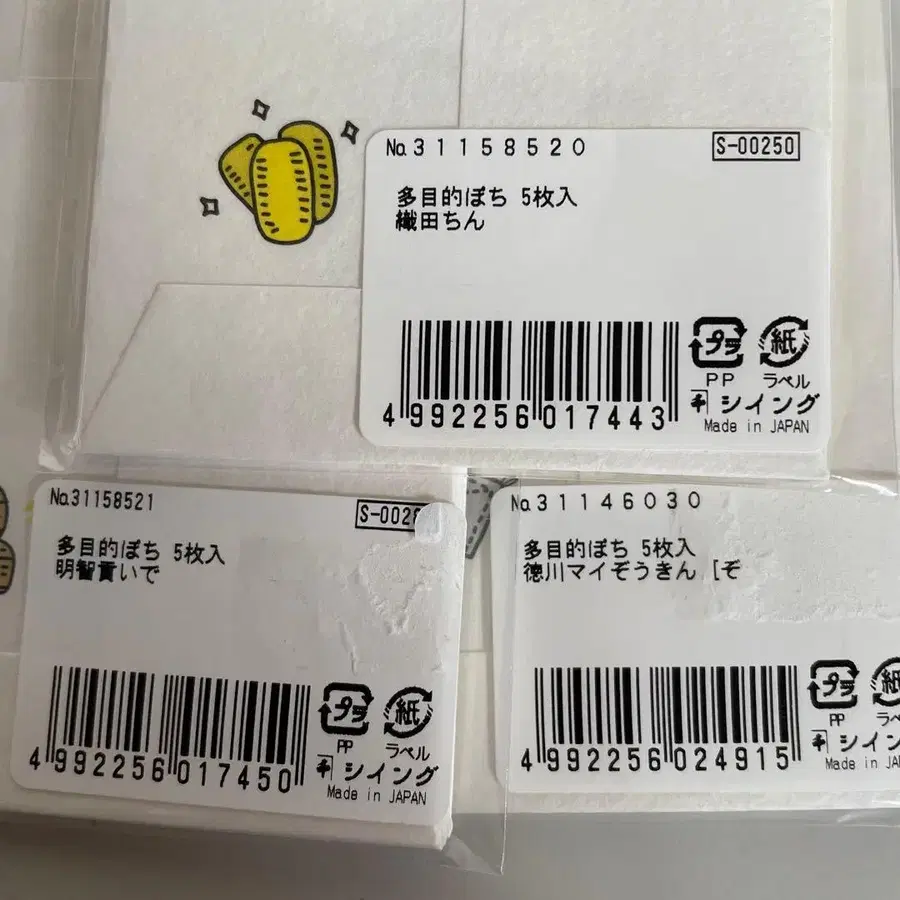 No.31158520
S-00250
多目的ぽち 5枚入
織田ちん
プラ
紙
PP
ラベル
4 992256 017443
シイング
Made in JAPAN
No.31158521
多目的ぽち 5枚入
明智貢いで
プラ
紙
PP
ラベル
4 992256 017450
シイング
Made in JAPAN
No.31146030
多目的ぽち 5枚入
徳川マイぞうきん [ぞ
プラ
紙
PP
4 992256 024915
Made in